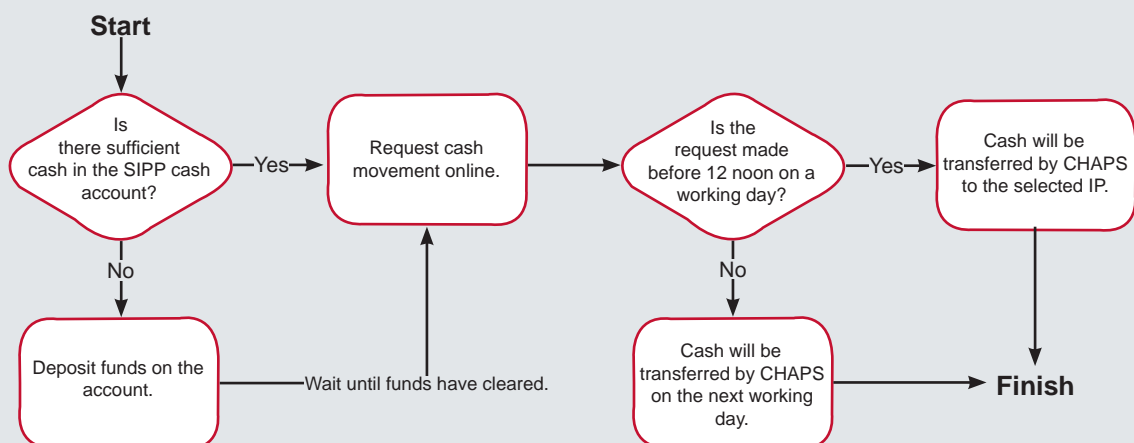 Start
Is
there sufficient
cash in the SIPP cash
account?
Yes
Request cash
movement online.
Is the
request made
before 12 noon on a
working day?
Yes
Cash will be
transferred by CHAPS
to the selected IP.
No
No
Deposit funds on the
account.
Wait until funds have cleared.
Cash will be
transferred by CHAPS
on the next working
day.
Finish